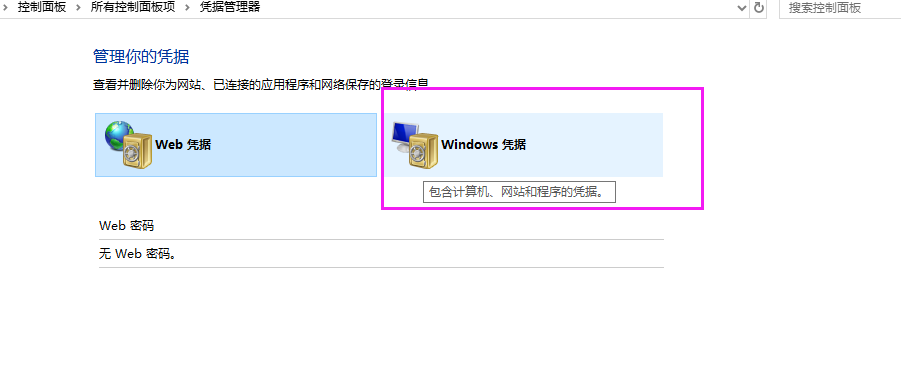 控制面板 > 所有控制面板项 > 凭据管理器
搜索控制面板
管理你的凭据
查看并删除你为网站、已连接的应用程序和网络保存的登录信息。
Web 凭据
Windows 凭据
包含计算机、网站和程序的凭据。
Web 密码
无 Web 密码。